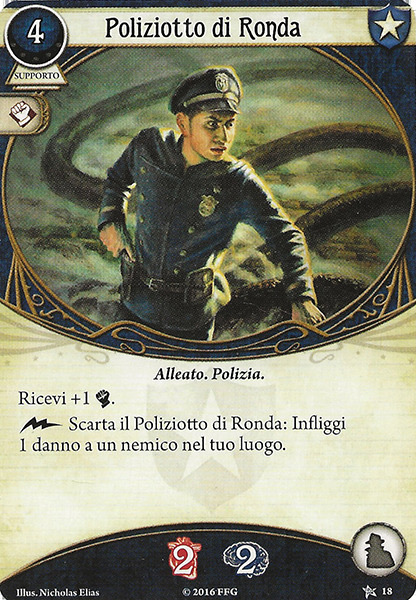 4
Poliziotto di Ronda
SUPPORTO
Alleato. Polizia.
Ricevi +1 .
Scarta il Poliziotto di Ronda: Infliggi
1 danno a un nemico nel tuo luogo.
2 2
Illus. Nicholas Elias © 2016 FFG 18